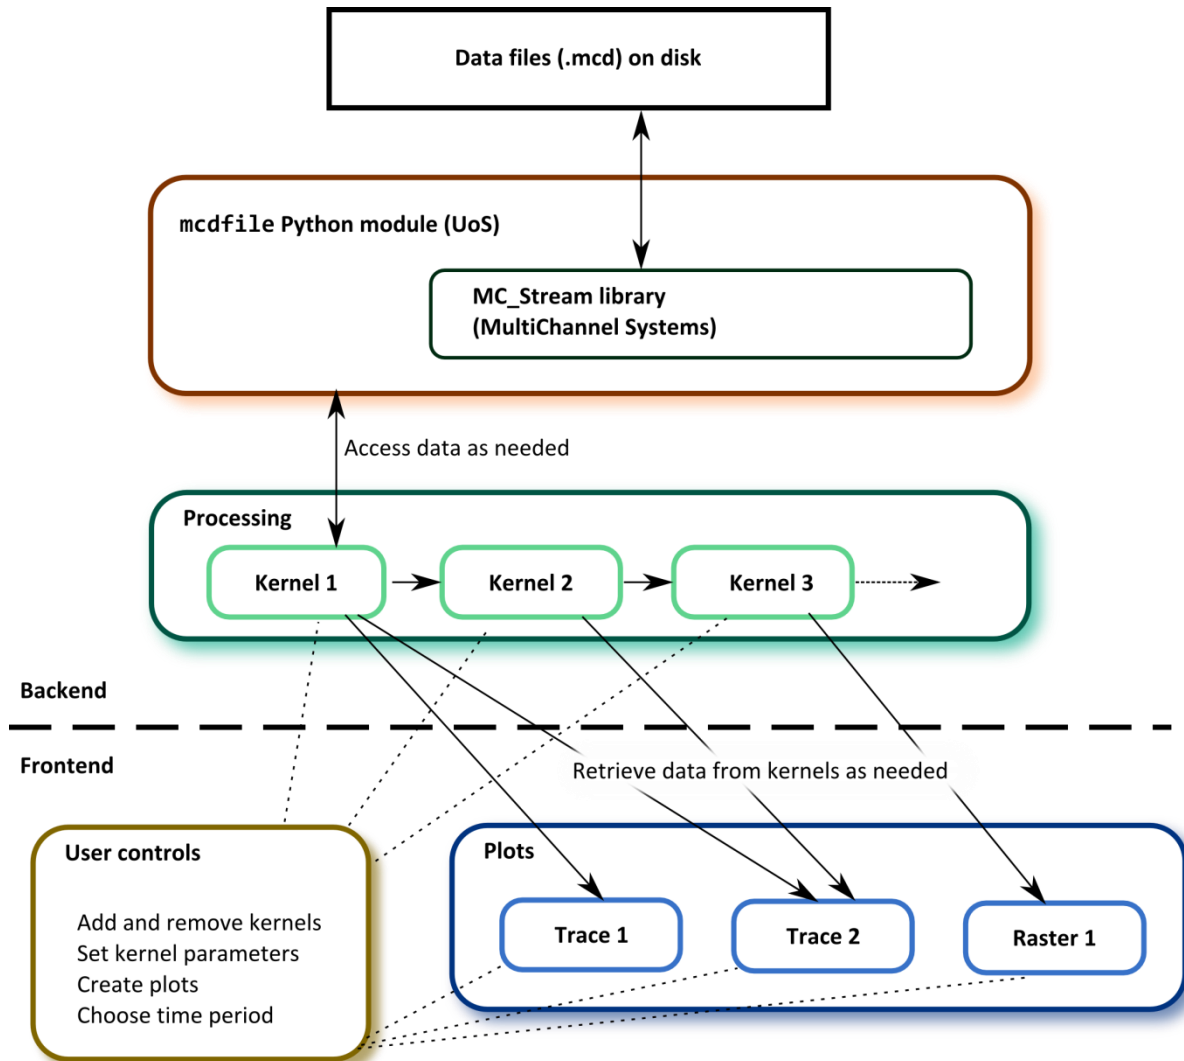 Data files (.mcd) on disk
mcdfile Python module (UoS)
MC_Stream library
(MultiChannel Systems)
Access data as needed
Processing
Kernel 1
Kernel 2
Kernel 3
Backend
Frontend
Retrieve data from kernels as needed
User controls
Add and remove kernels
Set kernel parameters
Create plots
Choose time period
Plots
Trace 1
Trace 2
Raster 1